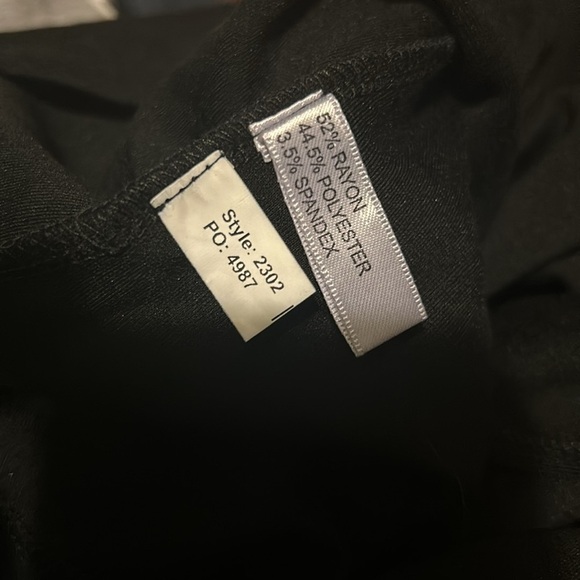 Style: 2302
PO: 4987
52% RAYON
44.5% POLYESTER
3.5% SPANDEX